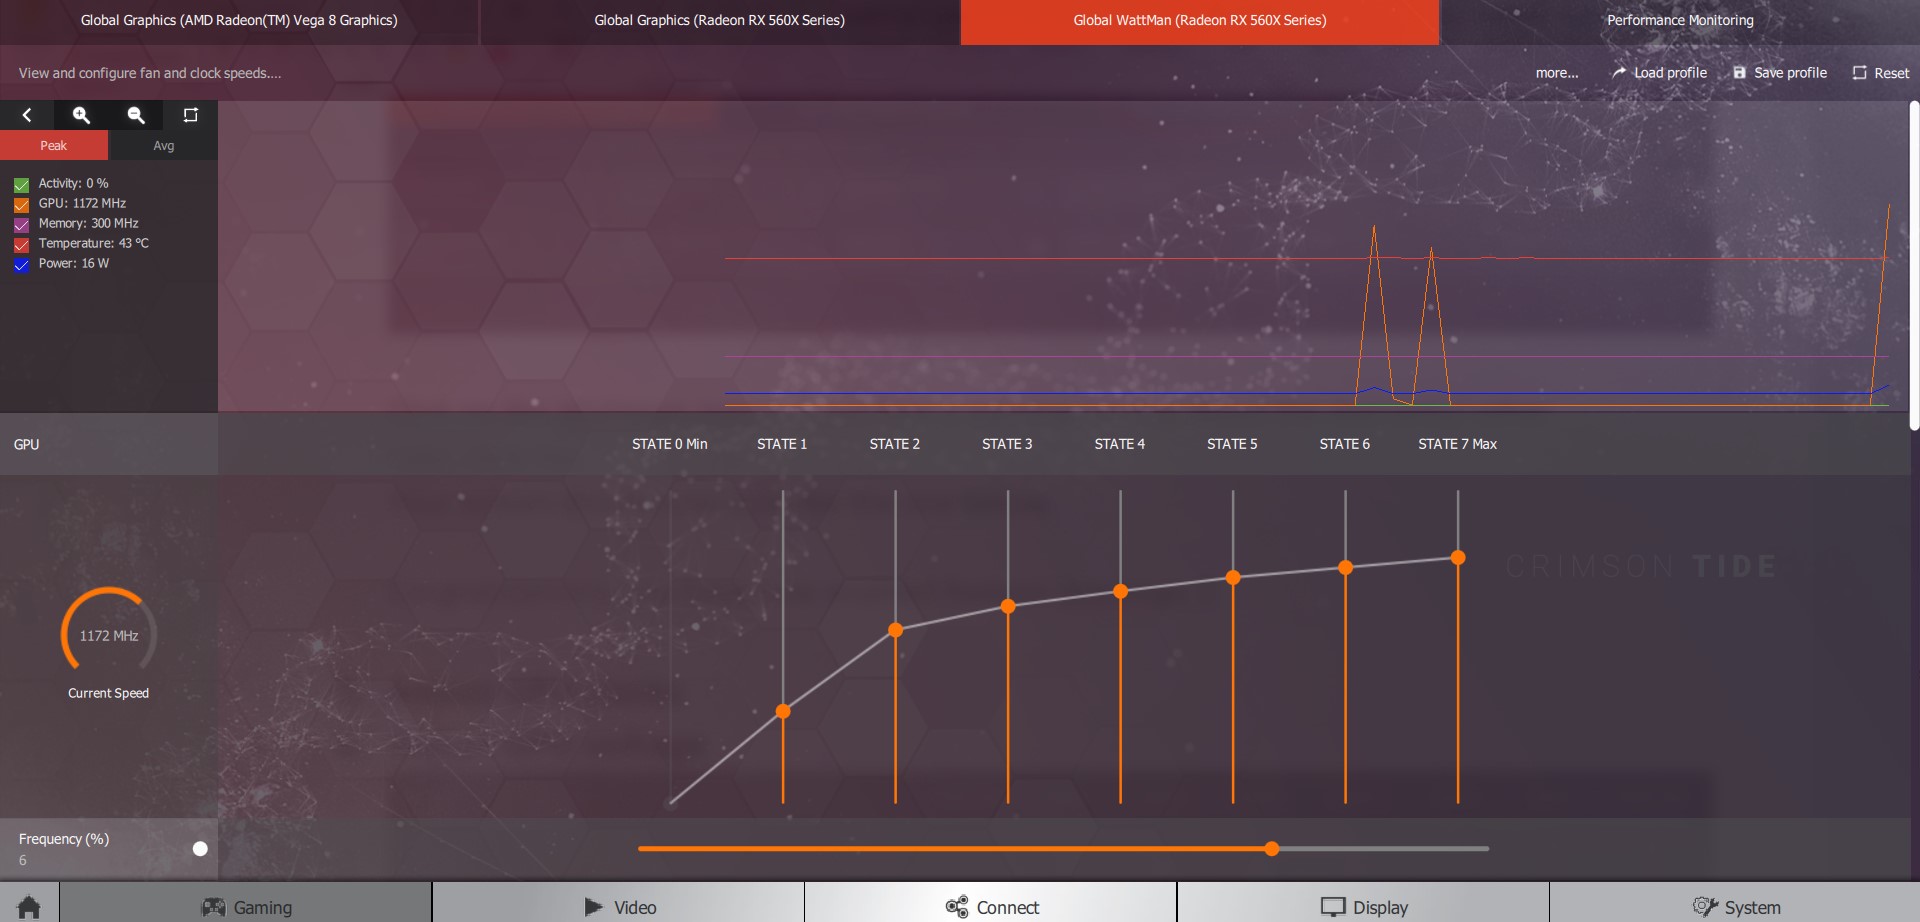 Global Graphics (AMD Radeon(TM) Vega 8 Graphics)
Global Graphics (Radeon RX 560X Series)
Global WattMan (Radeon RX 560X Series)
Performance Monitoring
View and configure fan and clock speeds....
more...
Load profile
Save profile
Reset
Peak
Avg
Activity: 0 %
GPU: 1172 MHz
Memory: 300 MHz
Temperature: 43 °C
Power: 16 W
GPU
STATE 0 Min
STATE 1
STATE 2
STATE 3
STATE 4
STATE 5
STATE 6
STATE 7 Max
CRIMSON TIDE
1172 MHz
Current Speed
Frequency (%)
6
Gaming
Video
Connect
Display
System